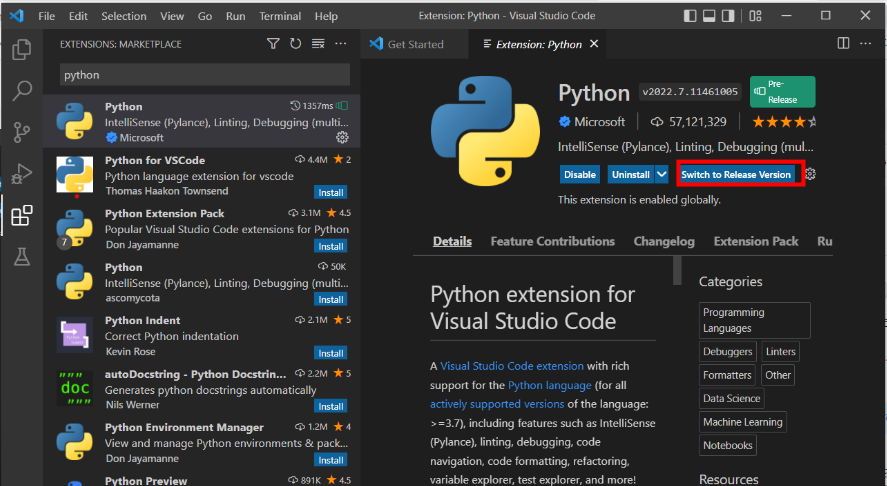 File Edit Selection View Go Run Terminal Help
Extension: Python - Visual Studio Code
EXTENSIONS: MARKETPLACE
python
Python
1357ms
IntelliSense (Pylance), Linting, Debugging (multi...
Microsoft
Python for VSCode
4.4M 2
Python language extension for vscode
Thomas Haakon Townsend
Install
Python Extension Pack
3.1M 4.5
Popular Visual Studio Code extensions for Python
7
Don Jayamanne
Install
Python
50K
IntelliSense (Pylance), Linting, Debugging (multi...
ascomycota
Install
Python Indent
2.1M 5
Correct Python indentation
Kevin Rose
Install
autoDocstring - Python Docstrin...
2.2M 5
Generates python docstrings automatically
doc
Nils Werner
Install
Python Environment Manager
1.2M 4
View and manage Python environments & pack...
Don Jayamanne
Install
Python Preview
891K 4.5
Get Started
Extension: Python
Python
v2022.7.11461005
Pre-
Release
Microsoft
57,121,329
IntelliSense (Pylance), Linting, Debugging (mul...
Disable
Uninstall
Switch to Release Version
This extension is enabled globally.
Details Feature Contributions Changelog Extension Pack Ru
Python extension for
Visual Studio Code
A Visual Studio Code extension with rich
support for the Python language (for all
actively supported versions of the language:
>=3.7), including features such as IntelliSense
(Pylance), linting, debugging, code
navigation, code formatting, refactoring,
variable explorer, test explorer, and more!
Categories
Programming
Languages
Debuggers Linters
Formatters Other
Data Science
Machine Learning
Notebooks
Resources